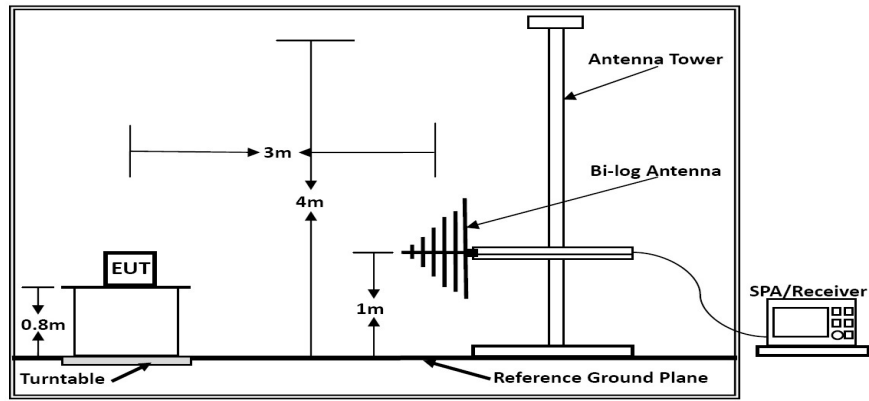 Antenna Tower
3m
Bi-log Antenna
4m
EUT
0.8m
1m
SPA/Receiver
Turntable
Reference Ground Plane